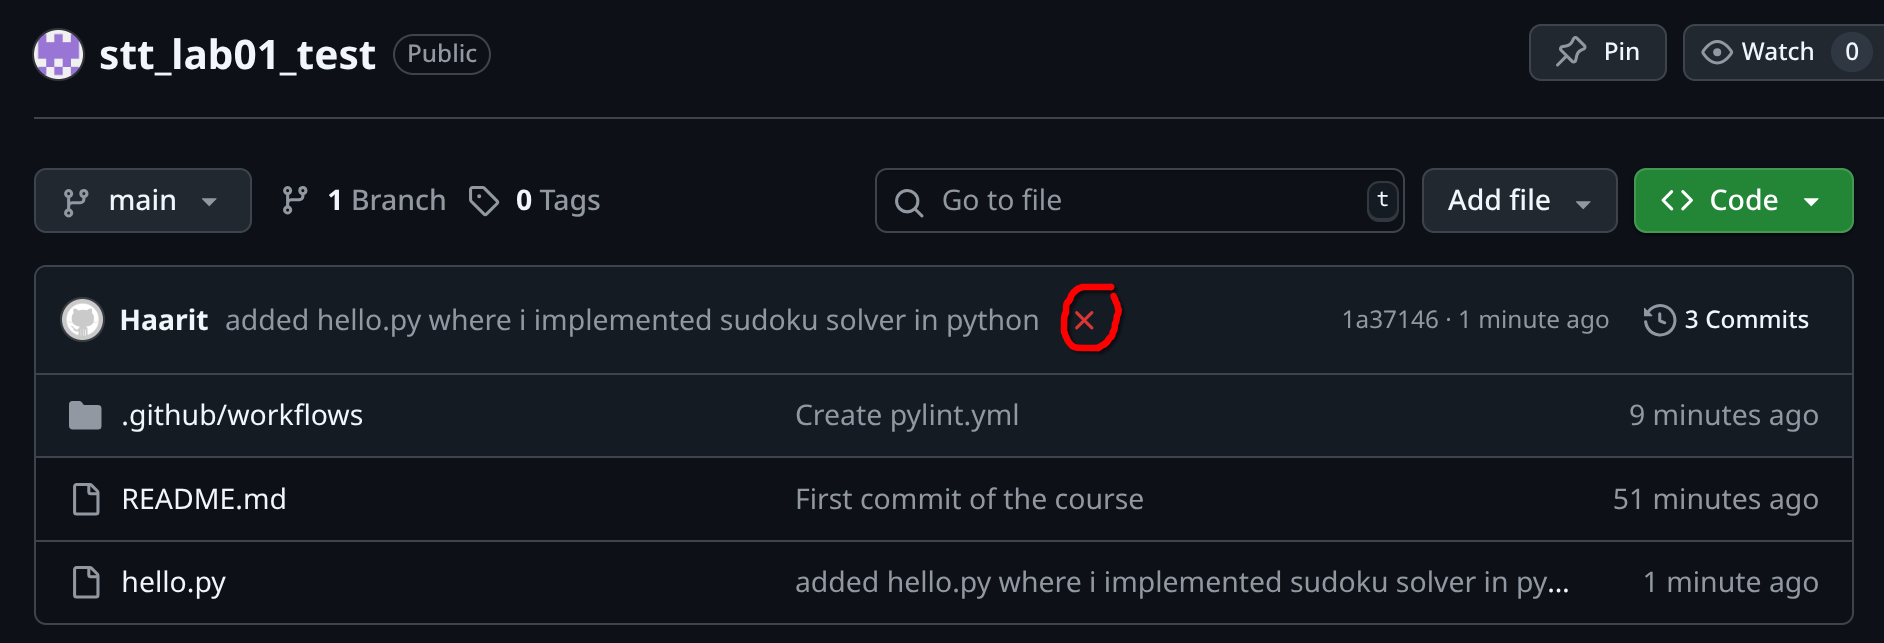 stt_lab01_test Public Pin Watch 0
main 1 Branch 0 Tags Go to file t Add file Code
Haarit added hello.py where i implemented sudoku solver in python 1a37146 · 1 minute ago 3 Commits
.github/workflows Create pylint.yml 9 minutes ago
README.md First commit of the course 51 minutes ago
hello.py added hello.py where i implemented sudoku solver in py... 1 minute ago